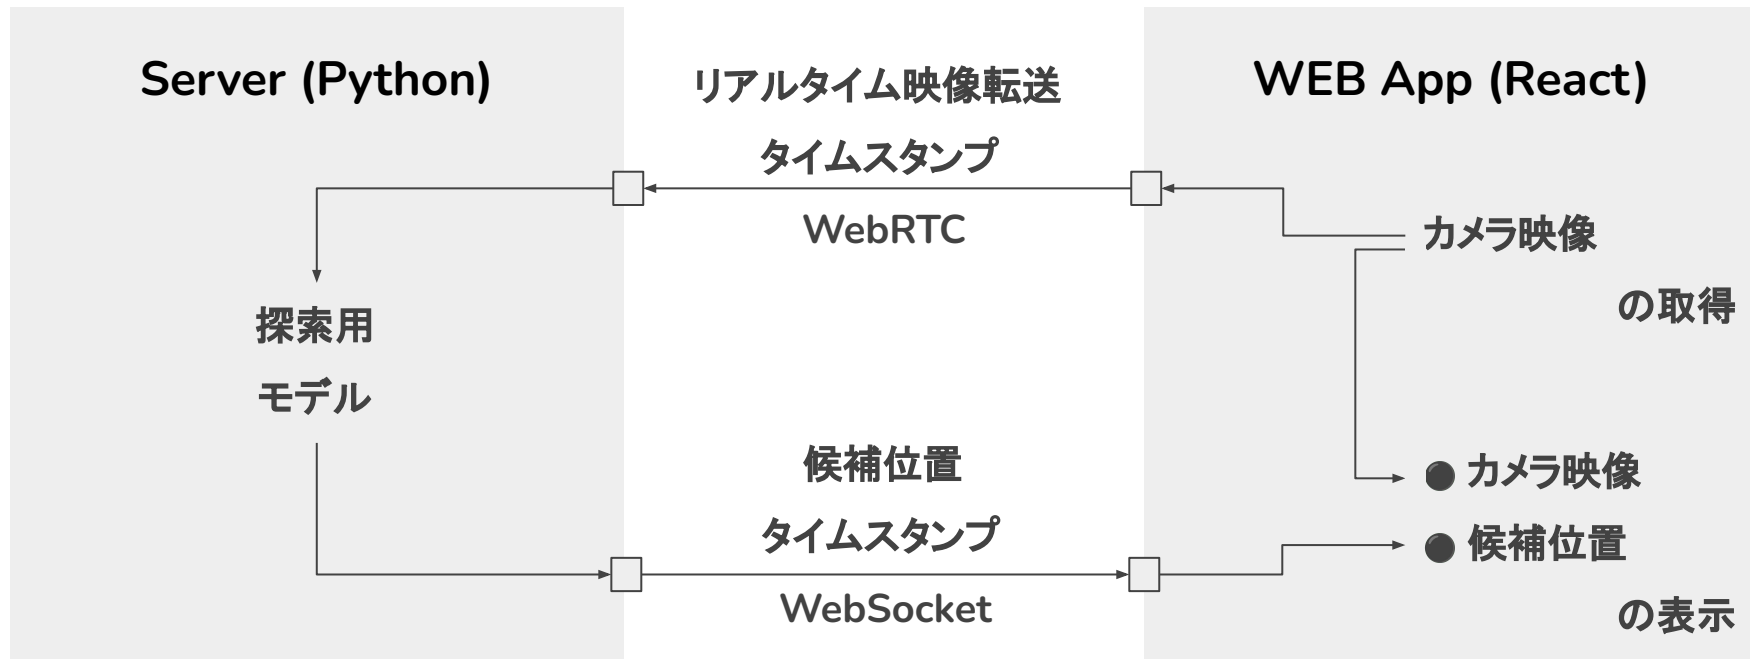 Server (Python)
リアルタイム映像転送
タイムスタンプ
WebRTC
WEB App (React)
カメラ映像
の取得
探索用
モデル
候補位置
タイムスタンプ
WebSocket
● カメラ映像
● 候補位置
の表示